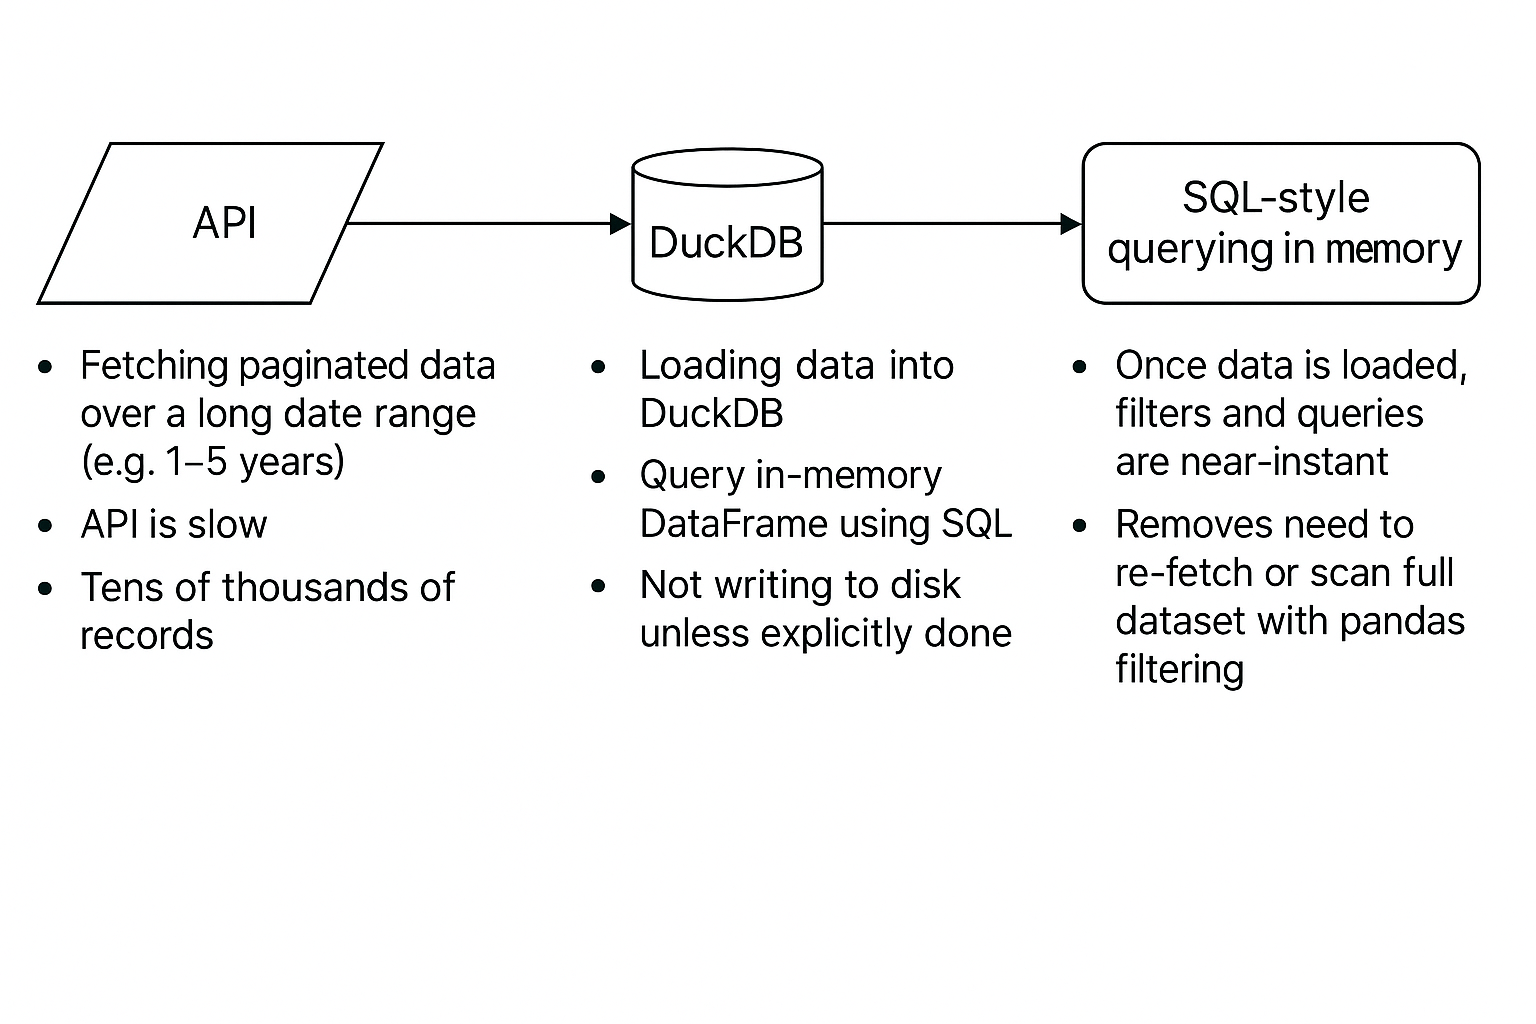 API
DuckDB
SQL-style
querying in memory
• Fetching paginated data
over a long date range
(e.g. 1–5 years)
• API is slow
• Tens of thousands of
records
• Loading data into
DuckDB
• Query in-memory
DataFrame using SQL
• Not writing to disk
unless explicitly done
• Once data is loaded,
filters and queries
are near-instant
• Removes need to
re-fetch or scan full
dataset with pandas
filtering